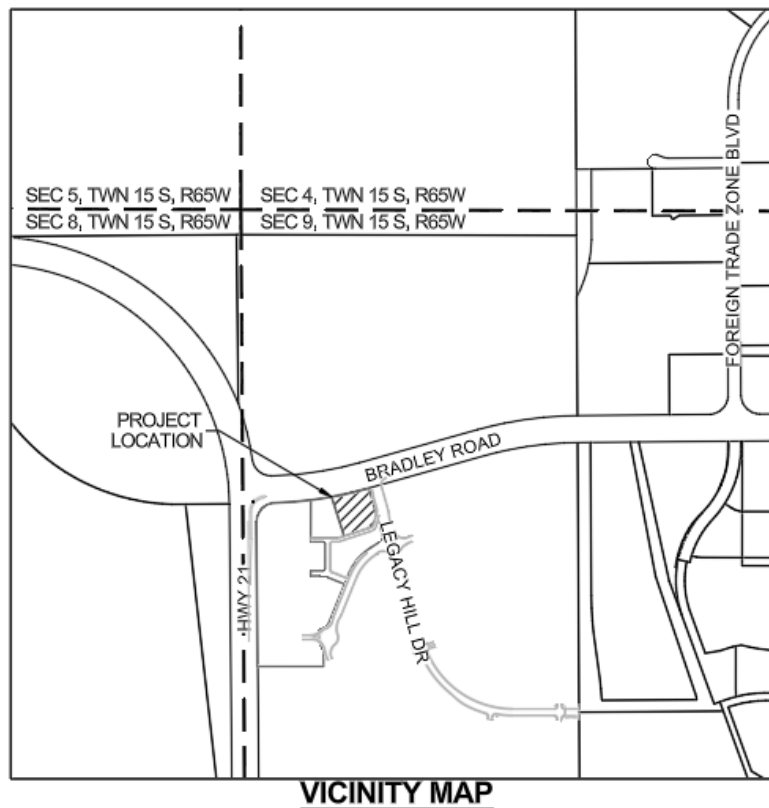 SEC 5, TWN 15 S, R65W
SEC 4, TWN 15 S, R65W
SEC 8, TWN 15 S, R65W
SEC 9, TWN 15 S, R65W
FOREIGN TRADE ZONE BLVD
PROJECT
LOCATION
BRADLEY ROAD
LEGACY HILL DR
HWY 21
VICINITY MAP